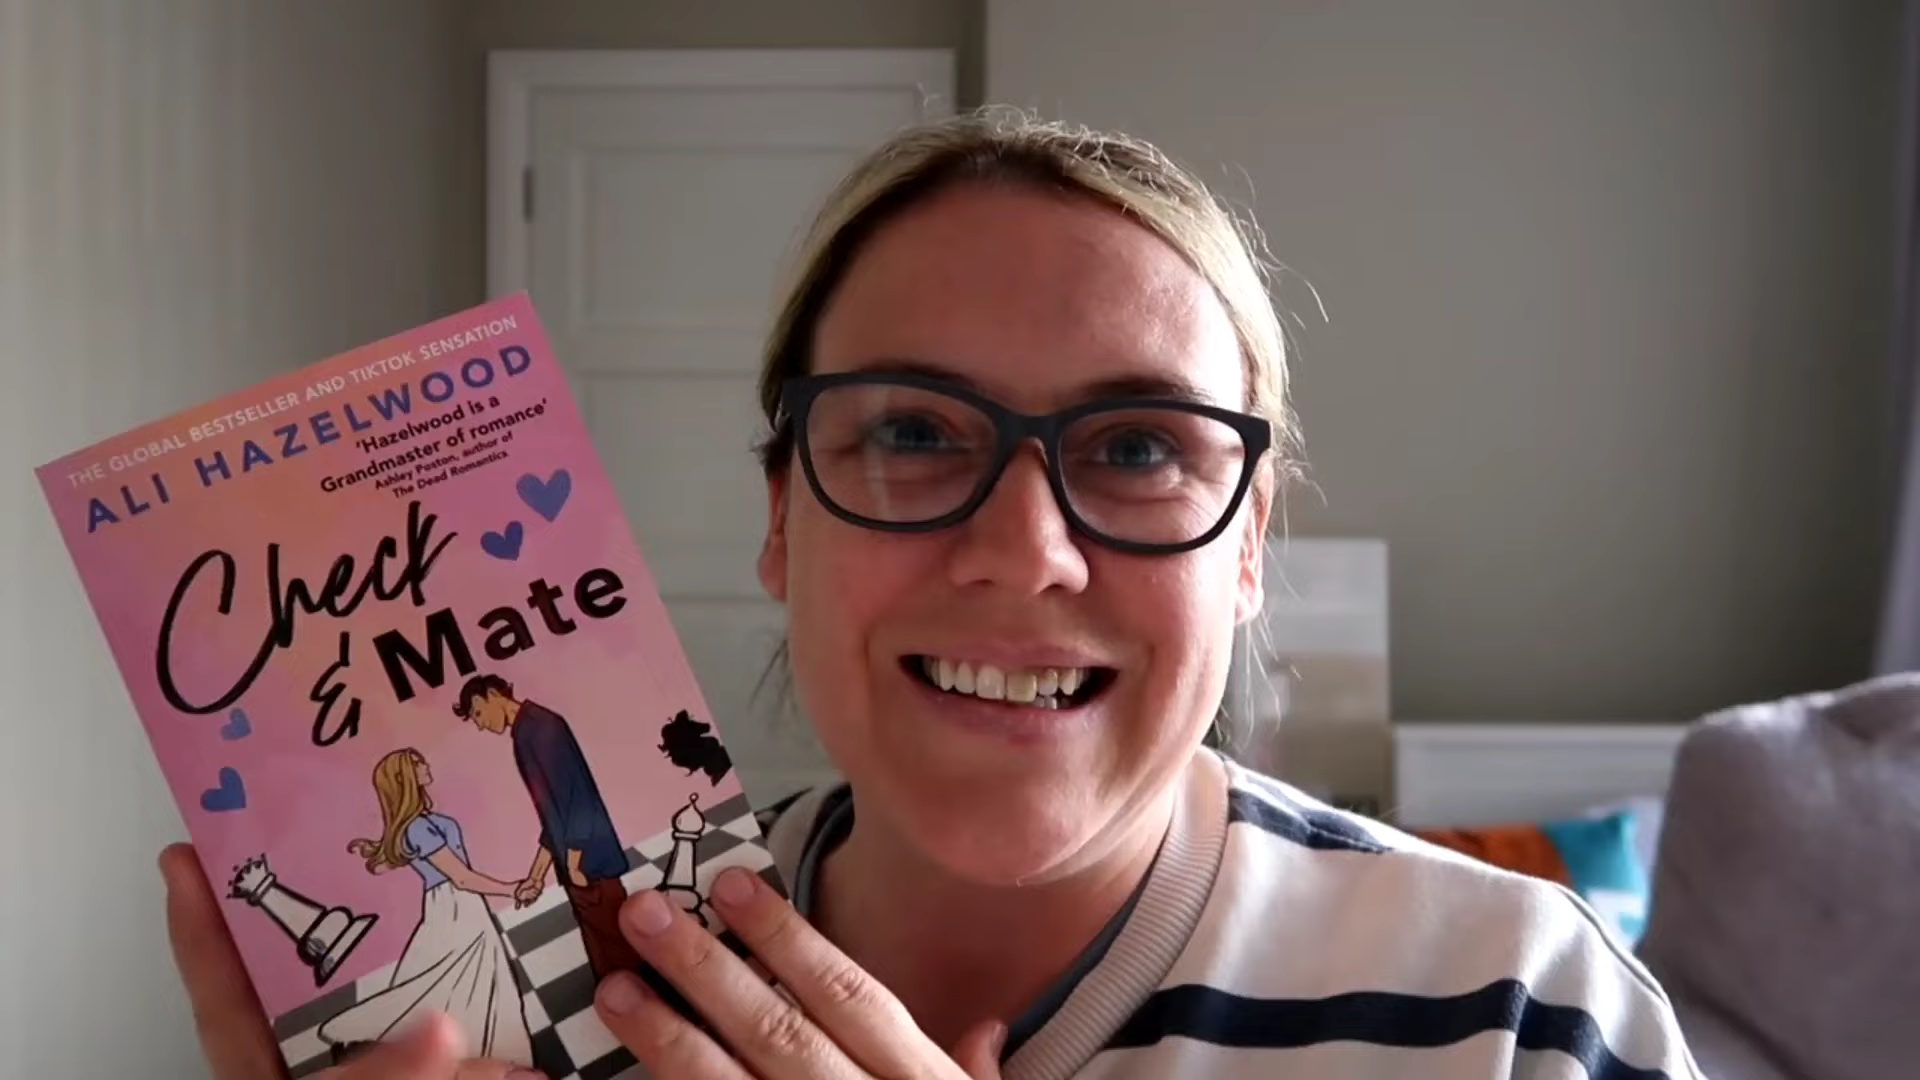 THE GLOBAL BESTSELLER AND TIKTOK SENSATION
ALI HAZELWOOD
'Hazelwood is a
Grandmaster of romance'
Ashley Poston, author of
The Dead Romantics
Check
& Mate